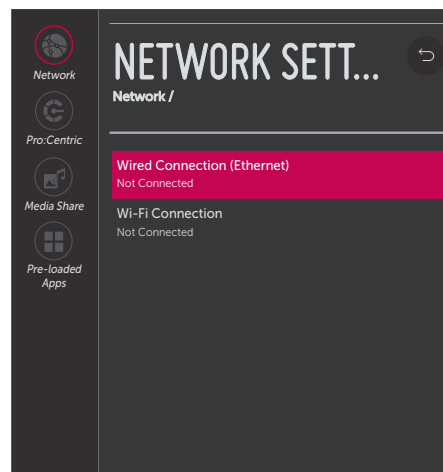 Network
Pro:Centric
Media Share
Pre-loaded
Apps
NETWORK SETT...
Network /
Wired Connection (Ethernet)
Not Connected
Wi-Fi Connection
Not Connected